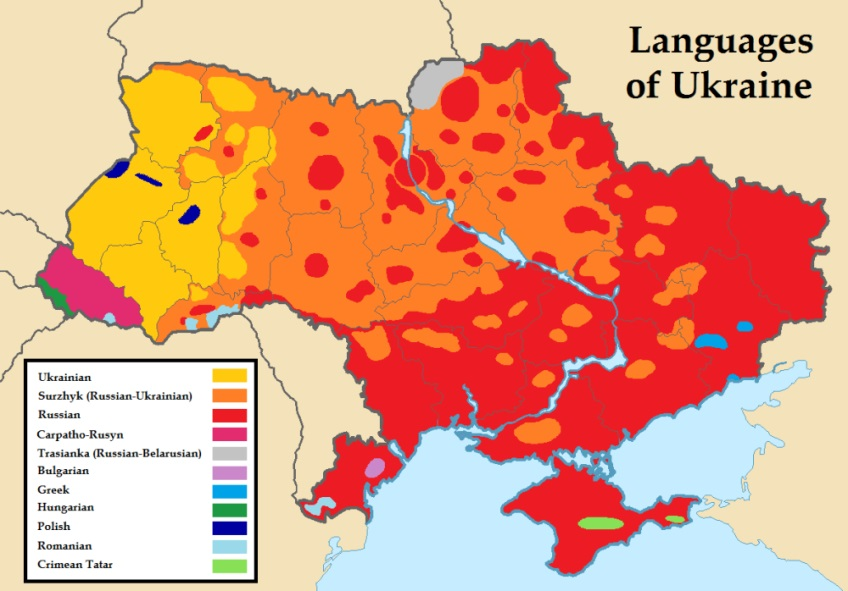 Languages
of Ukraine
Ukrainian
Surzhyk (Russian-Ukrainian)
Russian
Carpatho-Rusyn
Trasianka (Russian-Belarusian)
Bulgarian
Greek
Hungarian
Polish
Romanian
Crimean Tatar